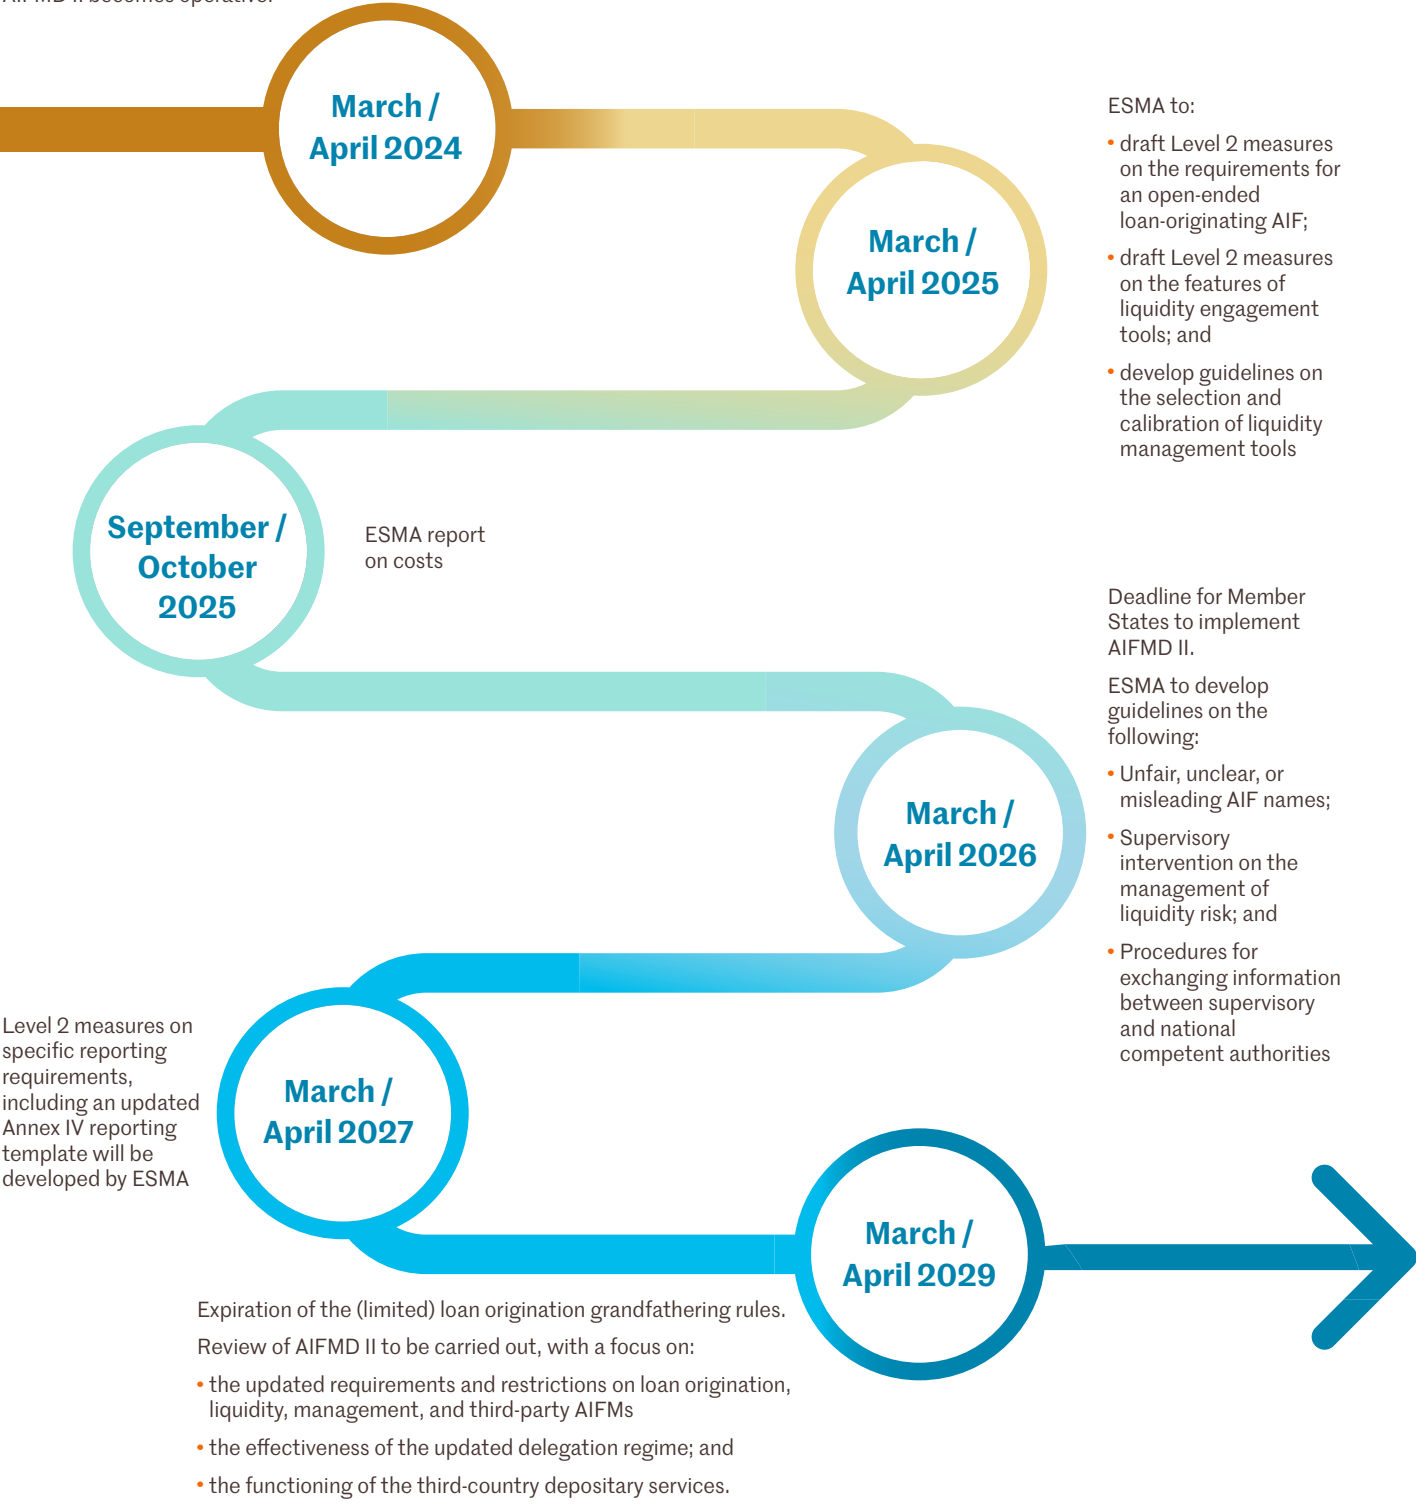 AIFMD II becomes operative.
March /
April 2024
March /
April 2025
ESMA to:
• draft Level 2 measures
on the requirements for
an open-ended
loan-originating AIF;
• draft Level 2 measures
on the features of
liquidity engagement
tools; and
• develop guidelines on
the selection and
calibration of liquidity
management tools
September /
October
2025
ESMA report
on costs
March /
April 2026
Deadline for Member
States to implement
AIFMD II.
ESMA to develop
guidelines on the
following:
• Unfair, unclear, or
misleading AIF names;
• Supervisory
intervention on the
management of
liquidity risk; and
• Procedures for
exchanging information
between supervisory
and national
competent authorities
Level 2 measures on
specific reporting
requirements,
including an updated
Annex IV reporting
template will be
developed by ESMA
March /
April 2027
March /
April 2029
Expiration of the (limited) loan origination grandfathering rules.
Review of AIFMD II to be carried out, with a focus on:
• the updated requirements and restrictions on loan origination,
liquidity, management, and third-party AIFMs
• the effectiveness of the updated delegation regime; and
• the functioning of the third-country depositary services.